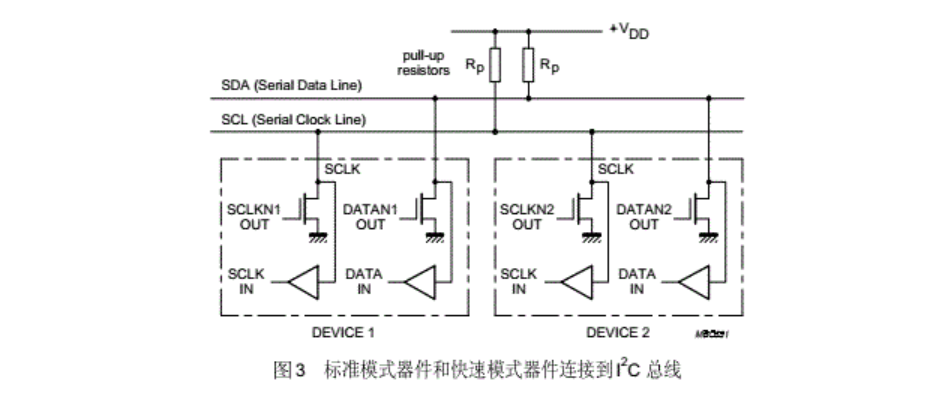 +VDD
pull-up
resistors
Rp
Rp
SDA (Serial Data Line)
SCL (Serial Clock Line)
SCLK
SCLK
SCLKN1
OUT
DATAN1
OUT
SCLKN2
OUT
DATAN2
OUT
SCLK
IN
DATA
IN
SCLK
IN
DATA
IN
DEVICE 1
DEVICE 2
图3 标准模式器件和快速模式器件连接到I²C 总线